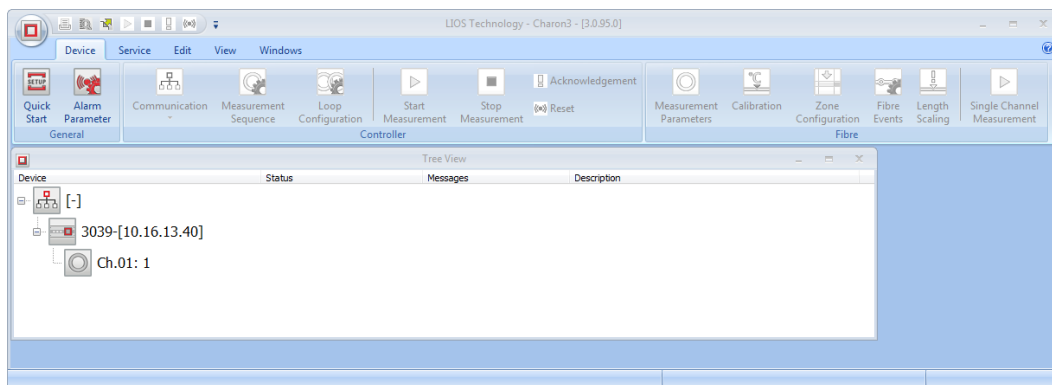 LIOS Technology - Charon3 - [3.0.95.0]
Device Service Edit View Windows
SETUP
Quick Start
Alarm Parameter
Communication
Measurement Sequence
Loop Configuration
Start Measurement
Stop Measurement
Acknowledgement
Reset
Measurement Parameters
Calibration
Zone Configuration
Fibre Events
Length Scaling
Single Channel Measurement
General Controller Fibre
Tree View
Device Status Messages Description
[-]
3039-[10.16.13.40]
Ch.01: 1